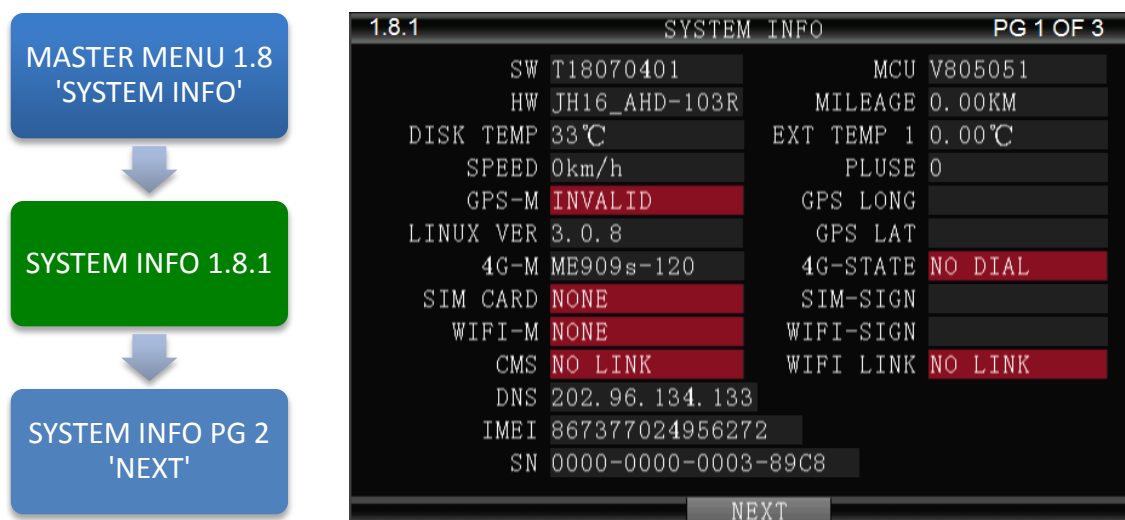 MASTER MENU 1.8
'SYSTEM INFO'
SYSTEM INFO 1.8.1
SYSTEM INFO PG 2
'NEXT'
1.8.1 SYSTEM INFO PG 1 OF 3
SW T18070401 MCU V805051
HW JH16_AHD-103R MILEAGE 0.00KM
DISK TEMP 33℃ EXT TEMP 1 0.00℃
SPEED 0km/h PLUSE 0
GPS-M INVALID GPS LONG
LINUX VER 3.0.8 GPS LAT
4G-M ME909s-120 4G-STATE NO DIAL
SIM CARD NONE SIM-SIGN
WIFI-M NONE WIFI-SIGN
CMS NO LINK WIFI LINK NO LINK
DNS 202.96.134.133
IMEI 867377024956272
SN 0000-0000-0003-89C8
NEXT